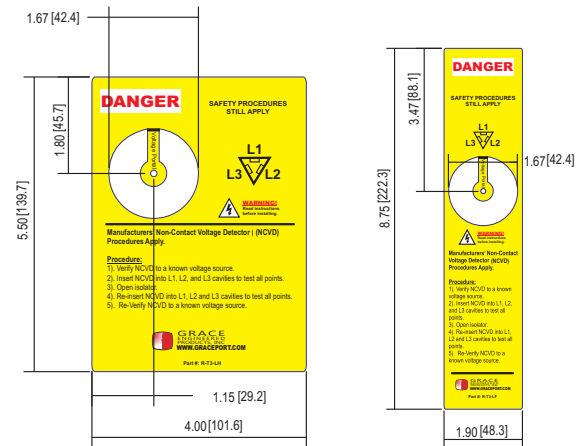 1.67 [42.4]
1.80 [45.7]
5.50 [139.7]
DANGER
SAFETY PROCEDURES
STILL APPLY
Voltage Portal
L1
L3 L2
WARNING!
Read instructions
before installing.
Manufacturers' Non-Contact Voltage Detector ( (NCVD)
Procedures Apply.
Procedure:
1). Verify NCVD to a known voltage source.
2). Insert NCVD into L1, L2, and L3 cavities to test all points.
3). Open isolator.
4). Re-insert NCVD into L1, L2 and L3 cavities to test all points.
5). Re-Verify NCVD to a known voltage source.
GRACE
ENGINEERED
PRODUCTS, INC.
WWW.GRACEPORT.COM
Part #: R-T3-LH
1.15 [29.2]
4.00 [101.6]
3.47 [88.1]
8.75 [222.3]
DANGER
SAFETY PROCEDURES
STILL APPLY
L1
L3 L2
1.67 [42.4]
Voltage Portal
WARNING!
Read instructions
before installing.
Manufacturers' Non-Contact
Voltage Detector (NCVD)
Procedures Apply.
Procedure:
1). Verify NCVD to a known
voltage source.
2). Insert NCVD into L1, L2,
and L3 cavities to test all
points.
3). Open isolator.
4). Re-insert NCVD into L1,
L2 and L3 cavities to test all
points.
5). Re-Verify NCVD to a
known voltage source.
GRACE
WWW.GRACEPORT.COM
Part #: R-T3-LF
1.90 [48.3]